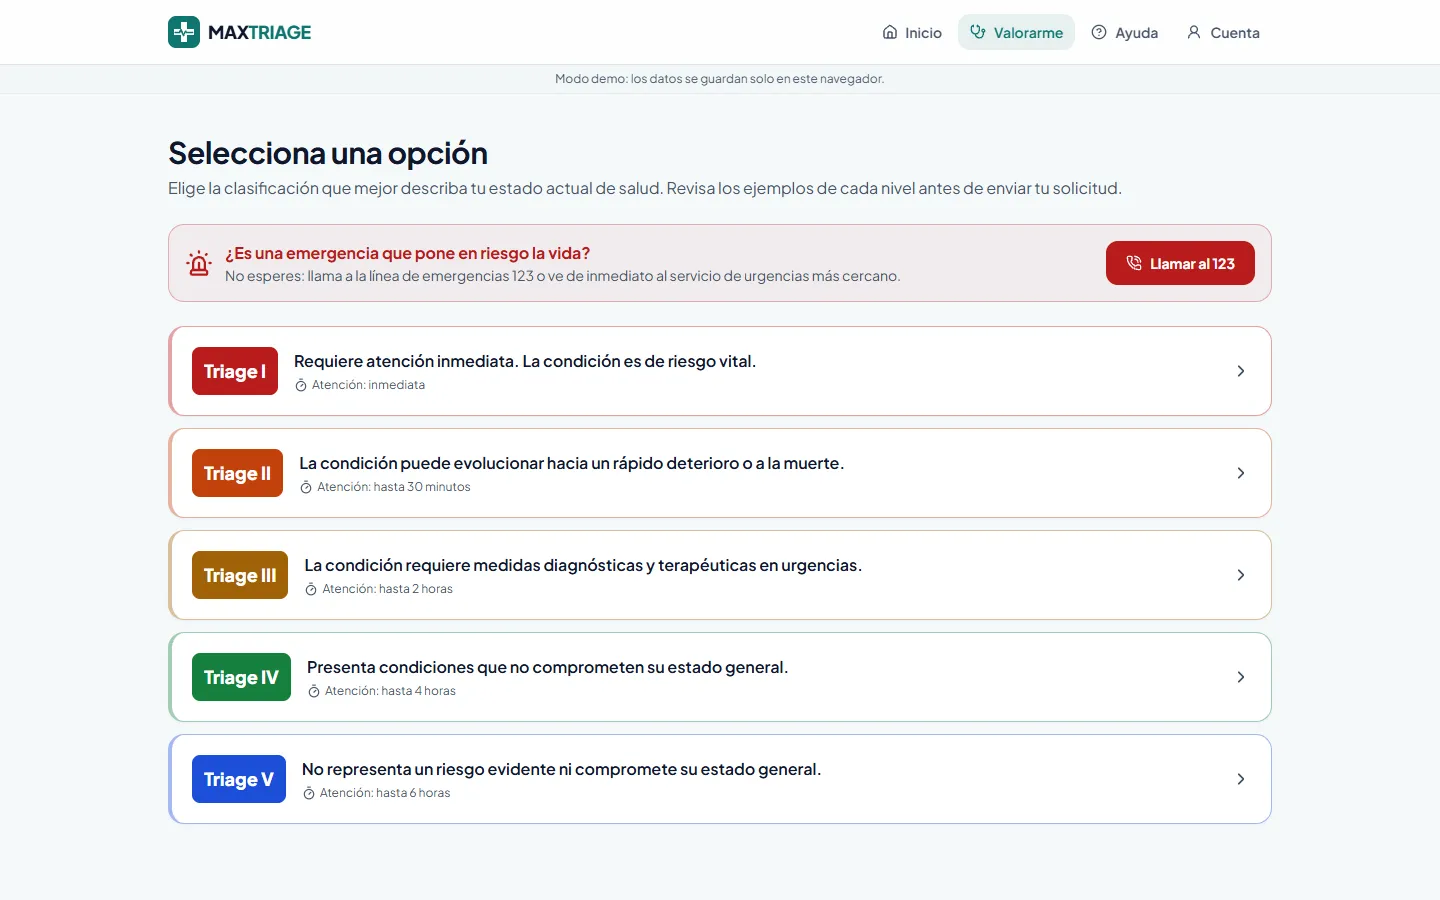 MAXTRIAGE
Inicio
Valorarme
Ayuda
Cuenta
Modo demo: los datos se guardan solo en este navegador.
Selecciona una opción
Elige la clasificación que mejor describa tu estado actual de salud. Revisa los ejemplos de cada nivel antes de enviar tu solicitud.
¿Es una emergencia que pone en riesgo la vida?
No esperes: llama a la línea de emergencias 123 o ve de inmediato al servicio de urgencias más cercano.
Llamar al 123
Triage I
Requiere atención inmediata. La condición es de riesgo vital.
Atención: inmediata
Triage II
La condición puede evolucionar hacia un rápido deterioro o a la muerte.
Atención: hasta 30 minutos
Triage III
La condición requiere medidas diagnósticas y terapéuticas en urgencias.
Atención: hasta 2 horas
Triage IV
Presenta condiciones que no comprometen su estado general.
Atención: hasta 4 horas
Triage V
No representa un riesgo evidente ni compromete su estado general.
Atención: hasta 6 horas